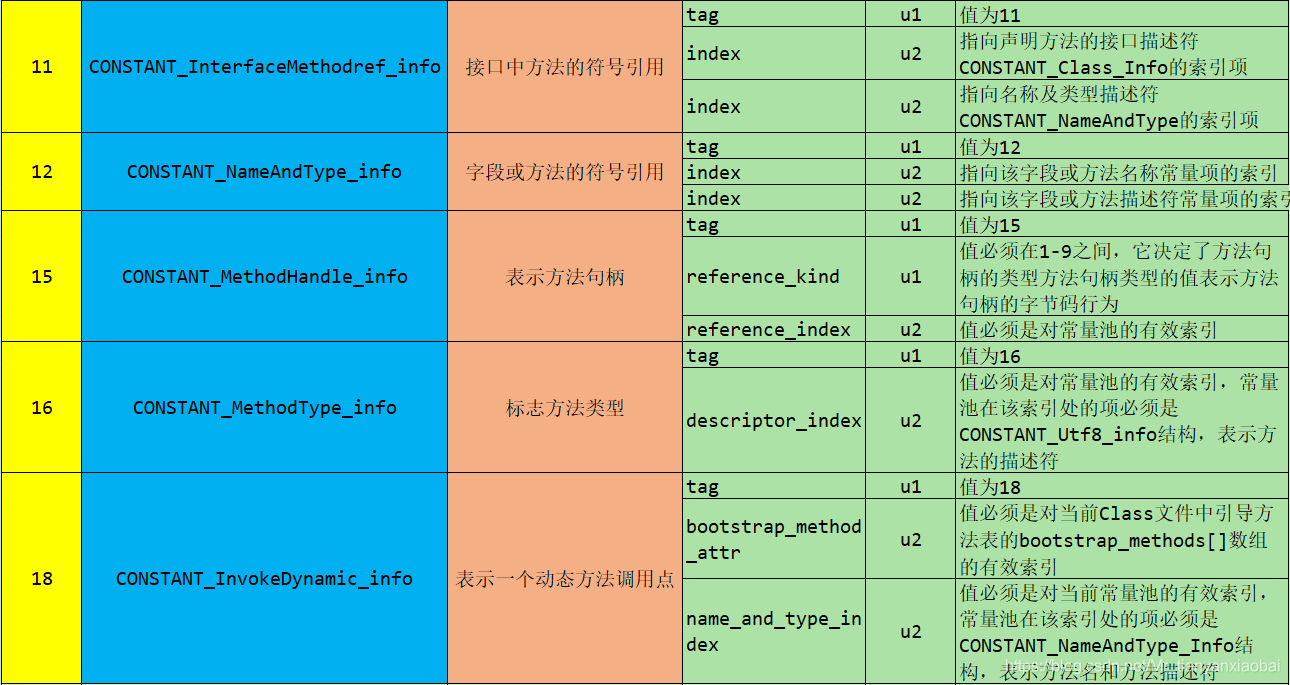 11
CONSTANT_InterfaceMethodref_info
接口中方法的符号引用
tag
u1
值为11
index
u2
指向声明方法的接口描述符
CONSTANT_Class_Info的索引项
index
u2
指向名称及类型描述符
CONSTANT_NameAndType的索引项
12
CONSTANT_NameAndType_info
字段或方法的符号引用
tag
u1
值为12
index
u2
指向该字段或方法名称常量项的索引
index
u2
指向该字段或方法描述符常量项的索引
15
CONSTANT_MethodHandle_info
表示方法句柄
tag
u1
值为15
reference_kind
u1
值必须在1-9之间，它决定了方法句
柄的类型方法句柄类型的值表示方法
句柄的字节码行为
reference_index
u2
值必须是对常量池的有效索引
16
CONSTANT_MethodType_info
标志方法类型
tag
u1
值为16
descriptor_index
u2
值必须是对常量池的有效索引，常量
池在该索引处的项必须是
CONSTANT_Utf8_info结构，表示方
法的描述符
18
CONSTANT_InvokeDynamic_info
表示一个动态方法调用点
tag
u1
值为18
bootstrap_method
_attr
u2
值必须是对当前Class文件中引导方
法表的bootstrap_methods[]数组
的有效索引
name_and_type_in
dex
u2
值必须是对当前常量池的有效索引，
常量池在该索引处的项必须是
CONSTANT_NameAndType_Info结
构，表示方法名和方法描述符